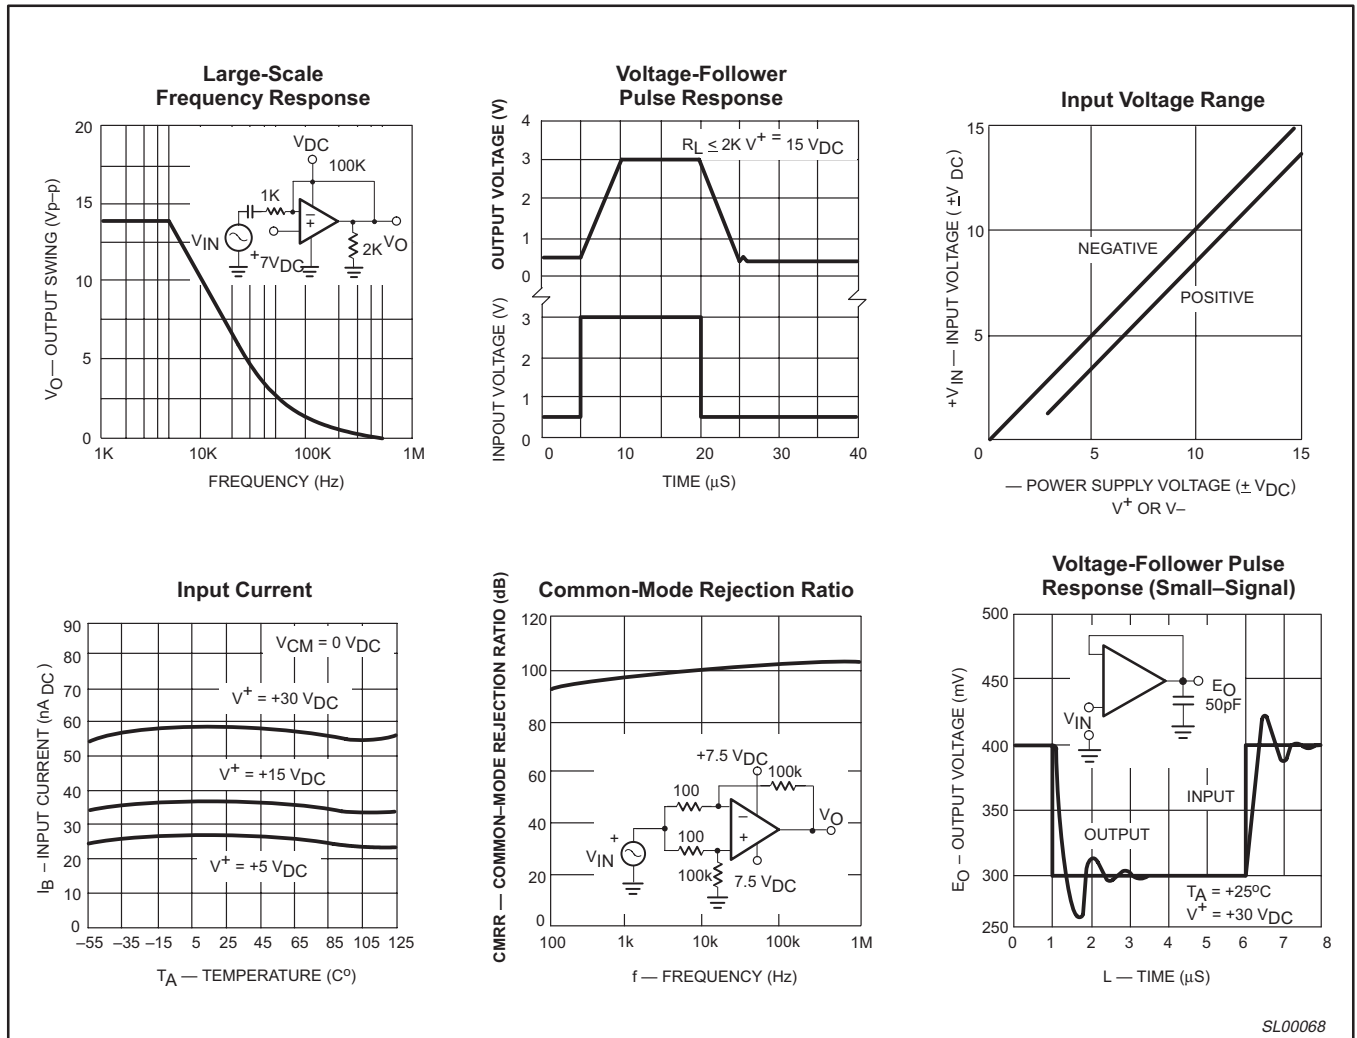 Large-Scale
Frequency Response
VO — OUTPUT SWING (Vp–p)
20
15
10
5
0
1K 10K 100K 1M
FREQUENCY (Hz)
VDC
100K
1K
–
+
VIN
+7VDC
2K
VO
Voltage-Follower
Pulse Response
OUTPUT VOLTAGE (V)
4
3
2
1
0
RL ≤ 2K V+ = 15 VDC
INPOUT VOLTAGE (V)
3
2
1
0
0 10 20 30 40
TIME (μS)
Input Voltage Range
+VIN — INPUT VOLTAGE ( ±V DC)
15
10
5
0
NEGATIVE
POSITIVE
5 10 15
— POWER SUPPLY VOLTAGE (± VDC)
V+ OR V–
Input Current
IB – INPUT CURRENT (nA DC)
90
80
70
60
50
40
30
20
10
0
VCM = 0 VDC
V+ = +30 VDC
V+ = +15 VDC
V+ = +5 VDC
–55 –35 –15 5 25 45 65 85 105 125
TA — TEMPERATURE (Co)
Common-Mode Rejection Ratio
CMRR — COMMON–MODE REJECTION RATIO (dB)
120
100
80
60
40
20
0
+7.5 VDC
100k
100
–
VO
+
100
+
VIN
100k
7.5 VDC
100 1k 10k 100k 1M
f — FREQUENCY (Hz)
Voltage-Follower Pulse
Response (Small–Signal)
EO – OUTPUT VOLTAGE (mV)
500
450
400
350
300
250
EO
50pF
VIN
INPUT
OUTPUT
TA = +25oC
V+ = +30 VDC
0 1 2 3 4 5 6 7 8
L — TIME (μS)
SL00068